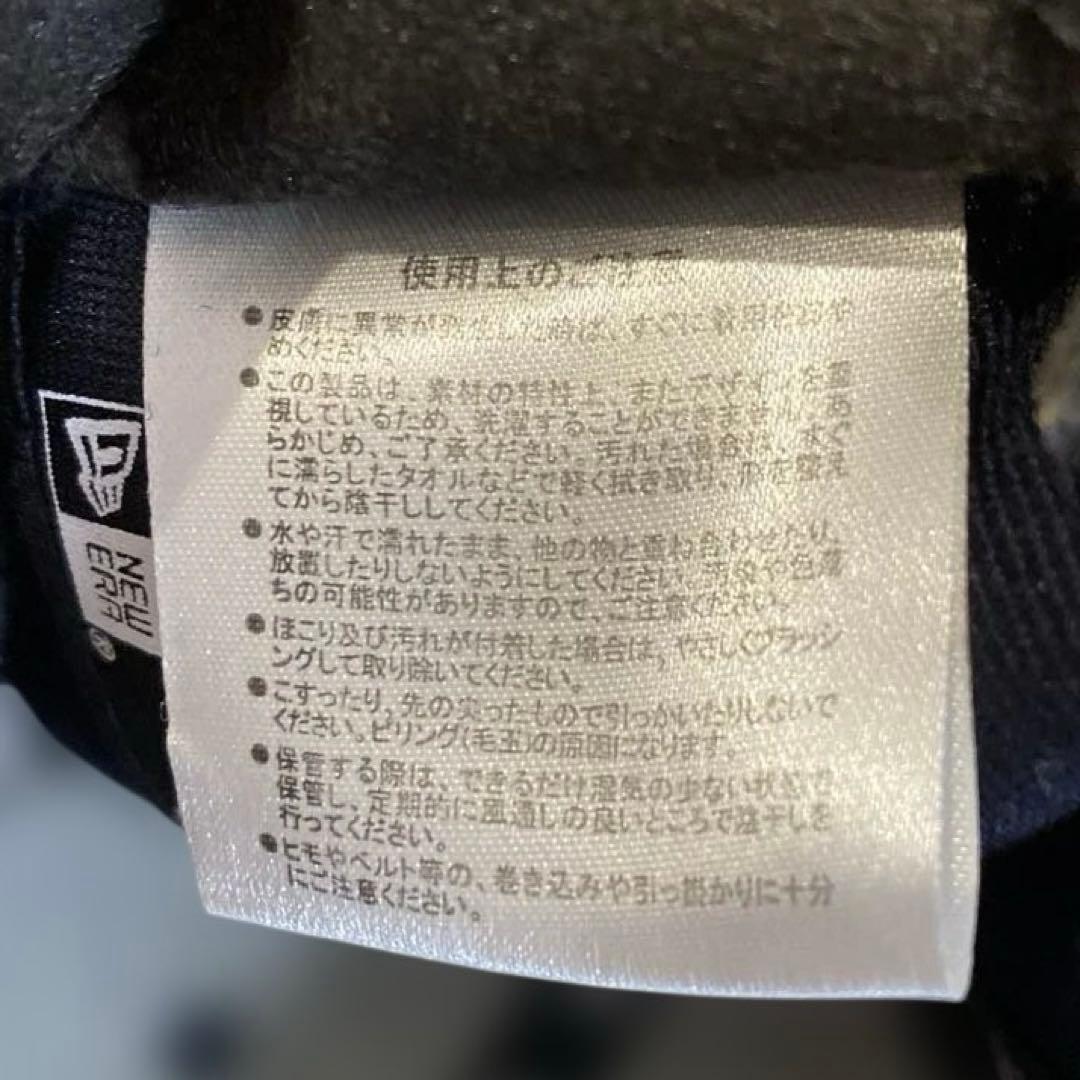 使用上のご注意
●皮膚に異常が発生した時は、すぐに着用をおや
めください。
●この製品は、素材の特性上、またデザインを重
視しているため、洗濯することができません。あ
らかじめ、ご了承ください。汚れた場合は、よく
に濡らしたタオルなどで軽く拭き取り、形を整え
てから陰干ししてください。
●水や汗で濡れたまま、他の物と重ね合わせたり、
放置したりしないようにしてください。汚染や色落
ちの可能性がありますので、ご注意ください。
●ほこり及び汚れが付着した場合は、やさしくブラッシ
ングして取り除いてください。
●こすったり、先の尖ったもので引っかいたりしないで
ください。ピリング(毛玉)の原因になります。
●保管する際は、できるだけ湿気の少ない状態で
保管し、定期的に風通しの良いところで陰干しを
行ってください。
●ヒモやベルト等の、巻き込みや引っ掛かりに十分
にご注意ください。
NEW
ERA